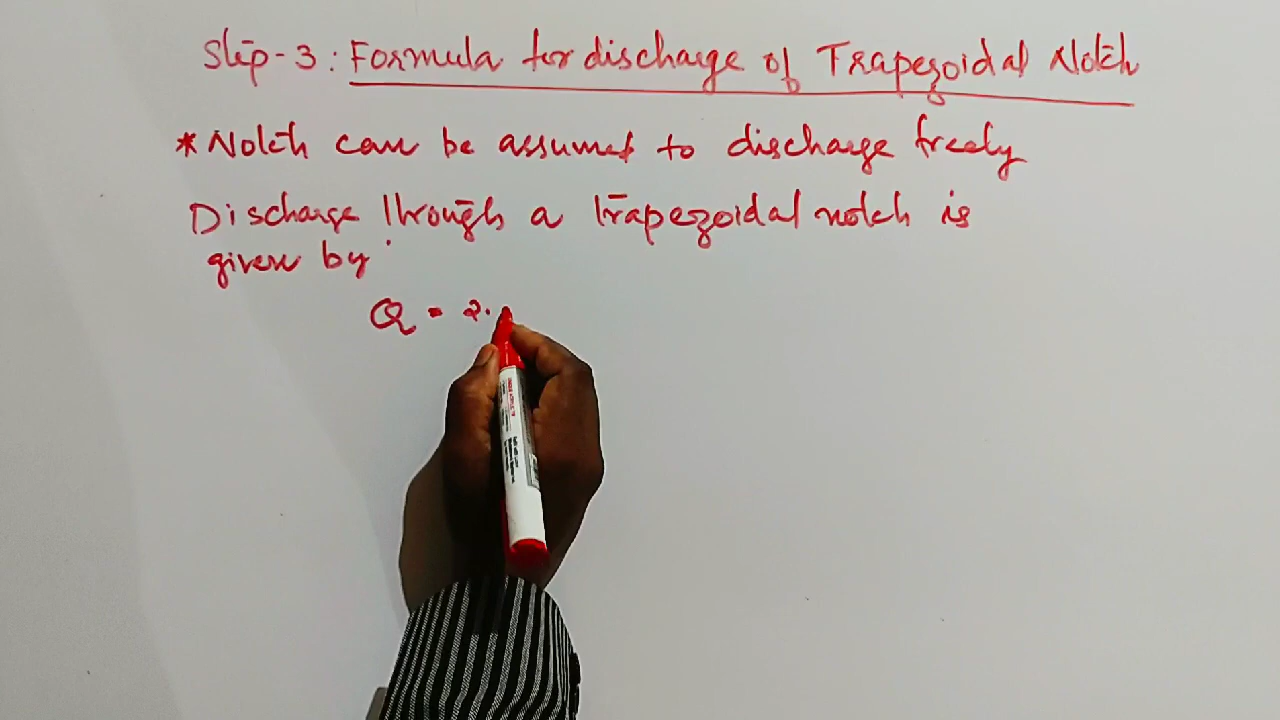 Step-3: Formula for discharge of Trapezoidal Notch
* Notch can be assumed to discharge freely
Discharge through a trapezoidal notch is
given by
Q = 2.